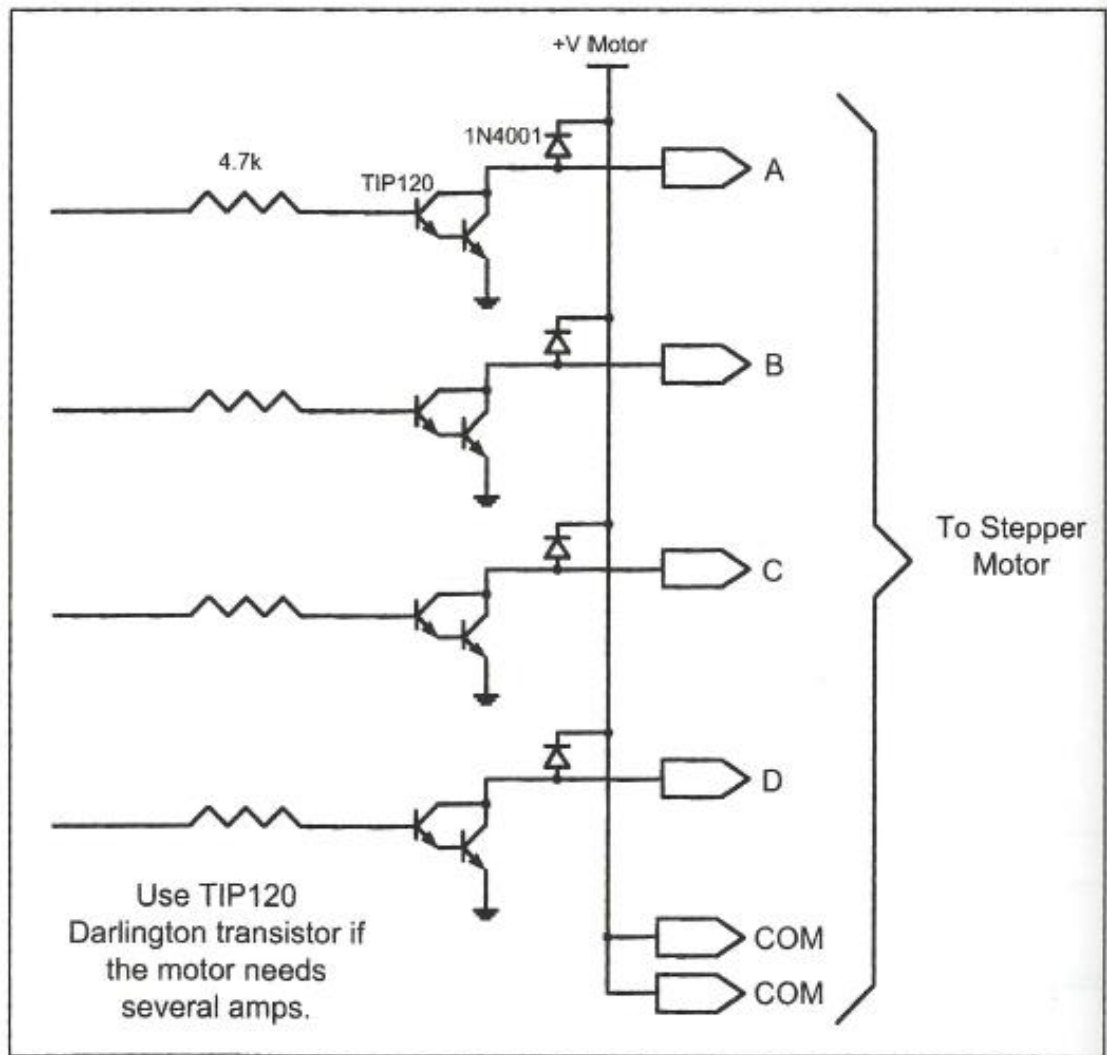 +V Motor
1N4001
4.7k
TIP120
A
B
C
To Stepper
Motor
D
Use TIP120
Darlington transistor if
the motor needs
several amps.
COM
COM